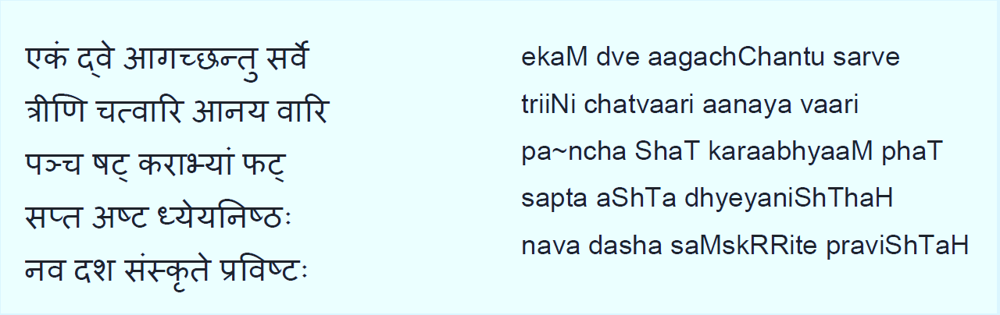 एकं द्वे आगच्छन्तु सर्वे
त्रीणि चत्वारि आनय वारि
पञ्च षट् कराभ्यां फट्
सप्त अष्ट ध्येयनिष्ठः
नव दश संस्कृते प्रविष्टः
ekaM dve aagachChantu sarve
triiNi chatvaari aanaya vaari
pa~ncha ShaT karaabhyaaM phaT
sapta aShTa dhyeyaniShThaH
nava dasha saMskRRite praviShTaH